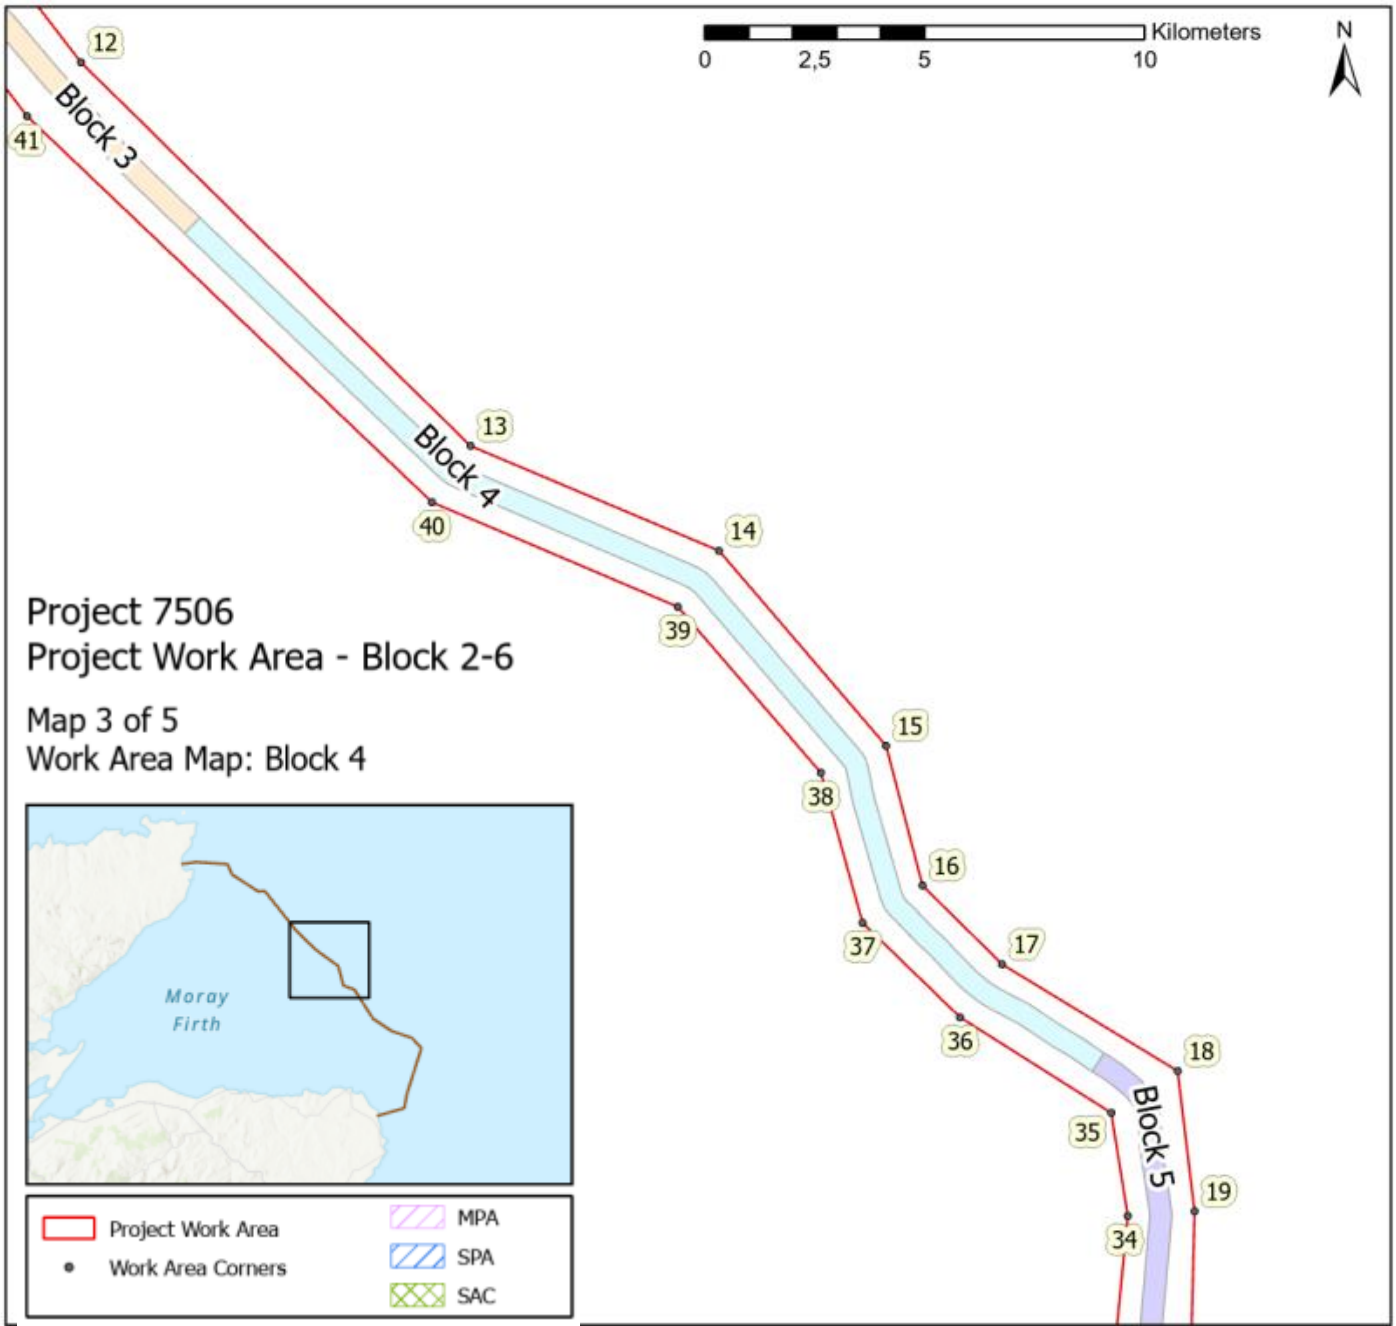 12
Kilometers
N
0 2,5 5 10
Block 3
41
13
Block 4
40
14
39
Project 7506
Project Work Area - Block 2-6
Map 3 of 5
Work Area Map: Block 4
15
38
16
37
17
36
18
35
Block 5
19
34
Moray
Firth
Project Work Area
Work Area Corners
MPA
SPA
SAC